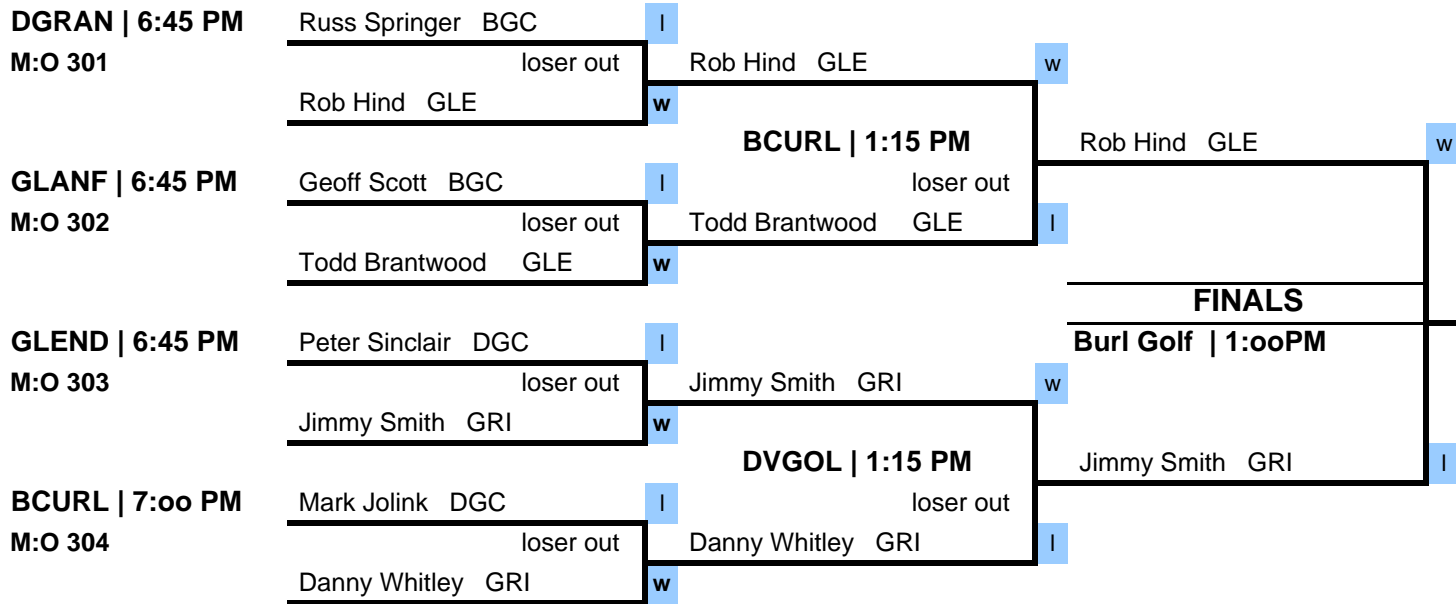 DGRAN | 6:45 PM Russ Springer BGC l
M:O 301 loser out Rob Hind GLE w
Rob Hind GLE w
BCURL | 1:15 PM Rob Hind GLE w
GLANF | 6:45 PM Geoff Scott BGC l loser out
M:O 302 loser out Todd Brantwood GLE l
Todd Brantwood GLE w
FINALS
GLEND | 6:45 PM Peter Sinclair DGC l Burl Golf | 1:ooPM
M:O 303 loser out Jimmy Smith GRI w
Jimmy Smith GRI w
DVGOL | 1:15 PM Jimmy Smith GRI l
BCURL | 7:oo PM Mark Jolink DGC l loser out
M:O 304 loser out Danny Whitley GRI l
Danny Whitley GRI w